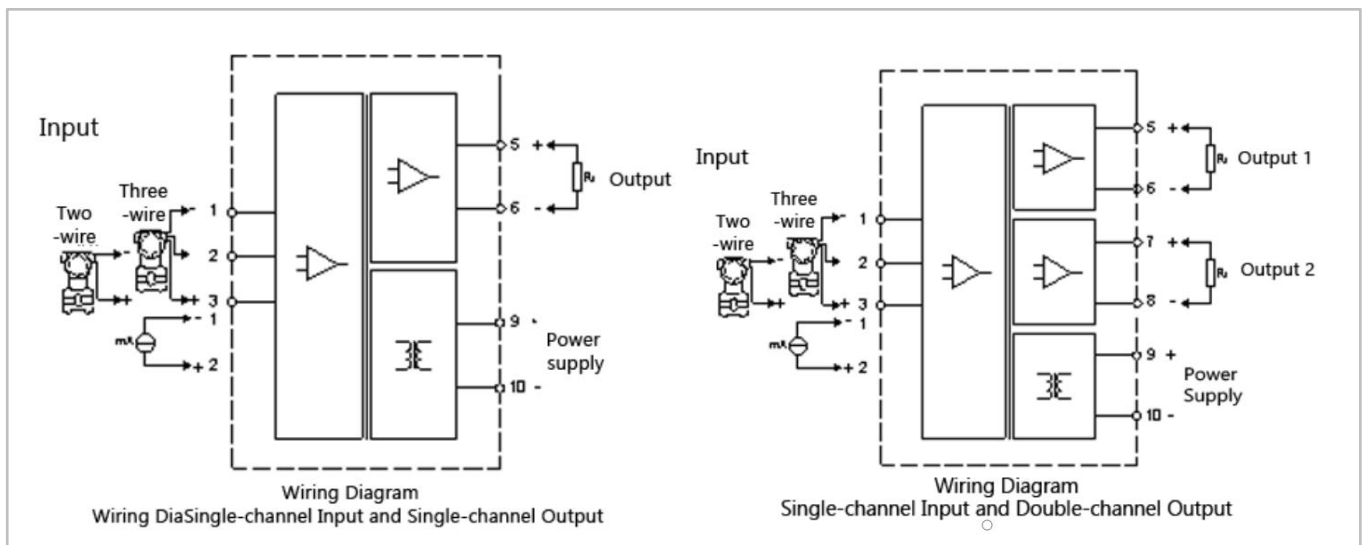 Input
Three
-wire
Two
-wire
- 1
2
- +
+ 3
- 1
mA
+ 2
5 +
6 -
Output
9
10 -
Power
supply
Wiring Diagram
Wiring DiaSingle-channel Input and Single-channel Output
Input
Three
-wire
Two
-wire
- 1
2
- +
+ 3
- 1
mA
+ 2
5 +
6 -
Output 1
7 +
8 -
Output 2
9 +
10 -
Power
Supply
Wiring Diagram
Single-channel Input and Double-channel Output